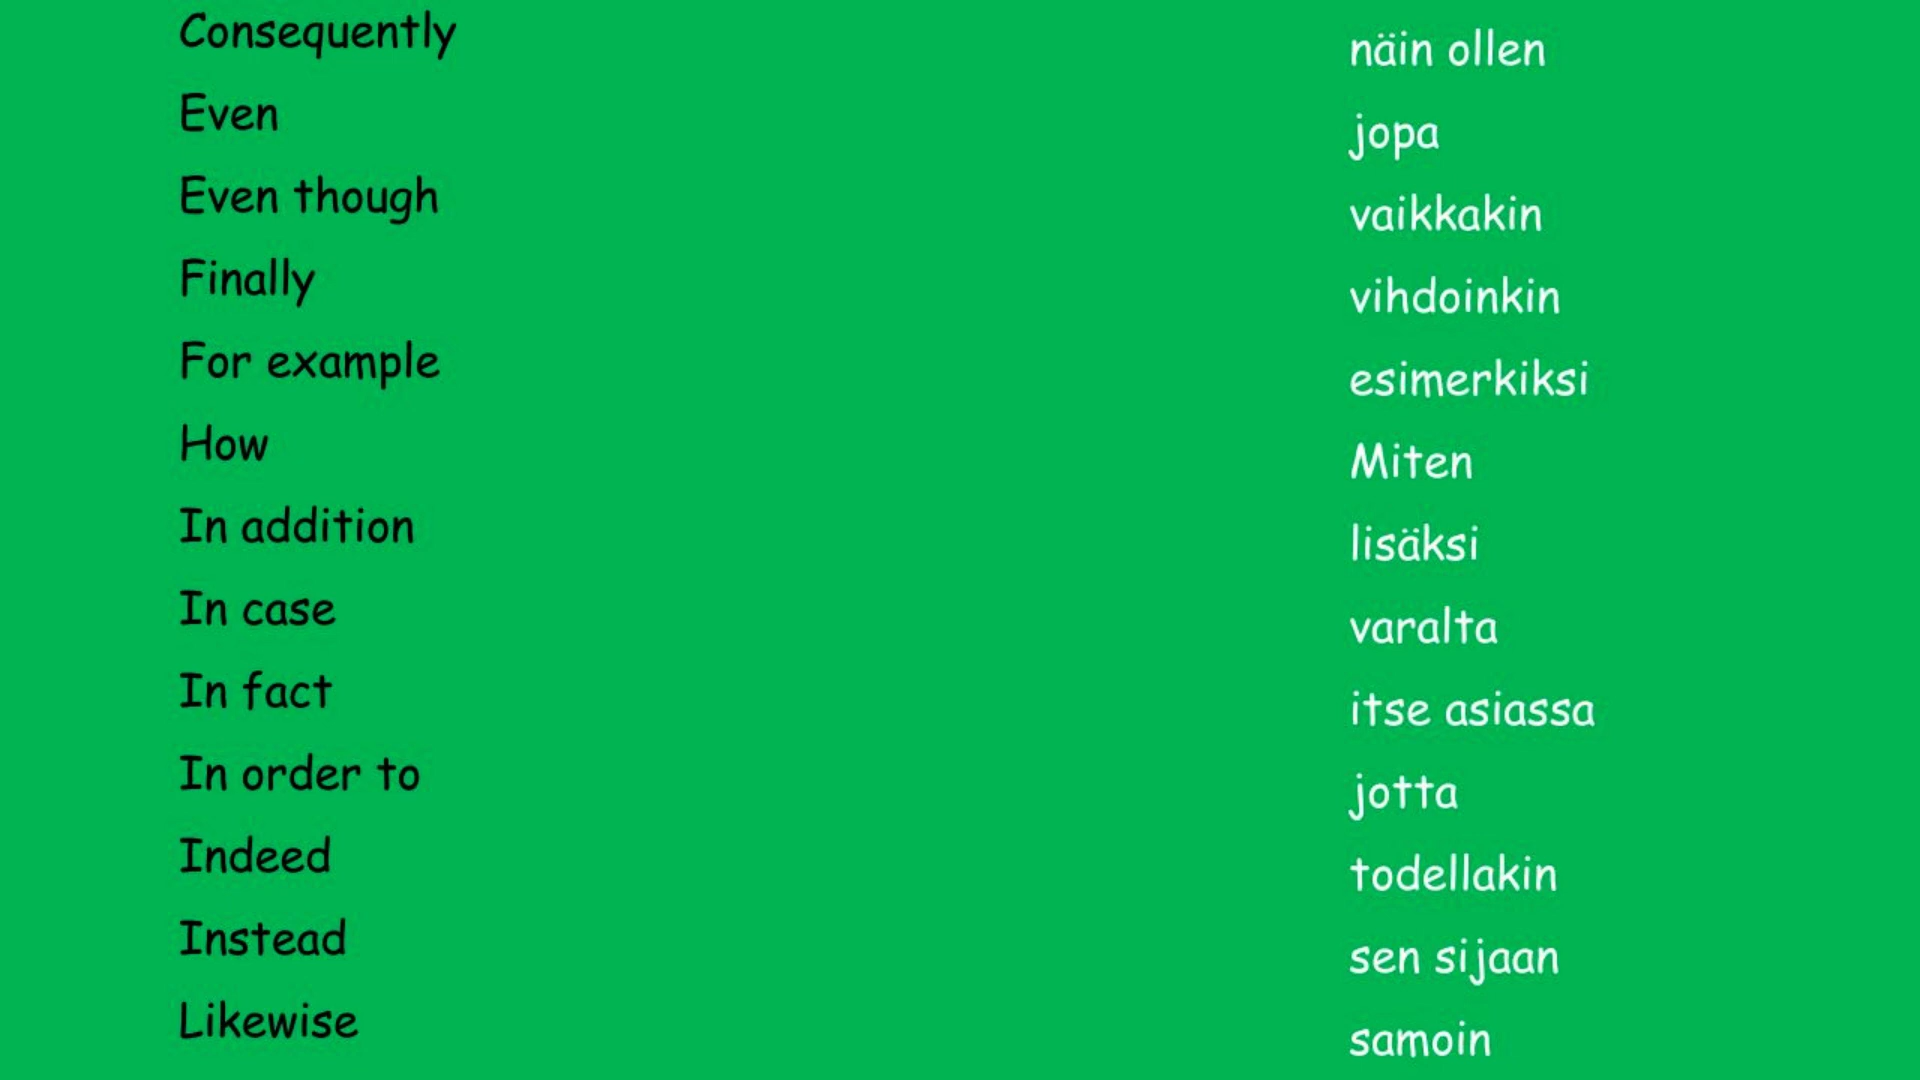 Consequently
näin ollen
Even
jopa
Even though
vaikkakin
Finally
vihdoinkin
For example
esimerkiksi
How
Miten
In addition
lisäksi
In case
varalta
In fact
itse asiassa
In order to
jotta
Indeed
todellakin
Instead
sen sijaan
Likewise
samoin